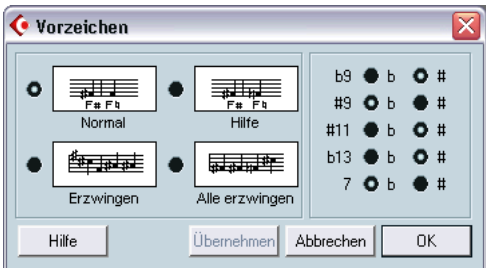 Vorzeichen
F# F♮
Normal
F# F♮
Hilfe
Erzwingen
Alle erzwingen
b9 b #
#9 b #
#11 b #
b13 b #
7 b #
Hilfe
Übernehmen
Abbrechen
OK